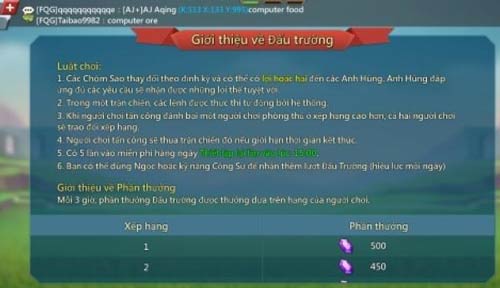 [FQG]qqqqqqqqqqe : [AJ+]AJ Aqing (K:513 X:133 Y:995)computer food
[FQG]Taibao9982 : computer ore
Giới thiệu về Đấu trường
Luật chơi:
1. Các Chòm Sao thay đổi theo định kỳ và có thể có lợi hoặc hại đến các Anh Hùng. Anh Hùng đáp
ứng đủ các yêu cầu sẽ nhận được những lợi thế tuyệt vời.
2. Trong một trận chiến, các lệnh được thực thi tự động bởi hệ thống.
3. Khi người chơi tấn công đánh bại một người chơi phòng thủ ở xếp hạng cao hơn, cả hai người chơi
sẽ trao đổi xếp hạng.
4. Người chơi tấn công sẽ thua trận chiến đó nếu giới hạn thời gian kết thúc.
5. Có 5 lần vào miễn phí hàng ngày
6. Bạn có thể dùng Ngọc hoặc kỹ năng Công Sự để nhận thêm lượt Đấu Trường (hiệu lực mỗi ngày)
Giới thiệu về Phần thưởng
Mỗi 3 giờ, phần thưởng Đấu trường được thưởng dựa trên hạng của người chơi.
Xếp hạng Phần thưởng
1 500
2 450